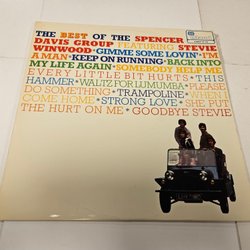 THE BEST OF THE SPENCER
DAVIS GROUP FEATURING STEVIE
WINWOOD•GIMME SOME LOVIN'•I'M
A MAN•KEEP ON RUNNING•BACK INTO
MY LIFE AGAIN•SOMEBODY HELP ME
EVERY LITTLE BIT HURTS•THIS
HAMMER•WALTZ FOR LUMUMBA•PLEASE
DO SOMETHING•TRAMPOLINE•WHEN I
COME HOME•STRONG LOVE•SHE PUT
THE HURT ON ME•GOODBYE STEVIE